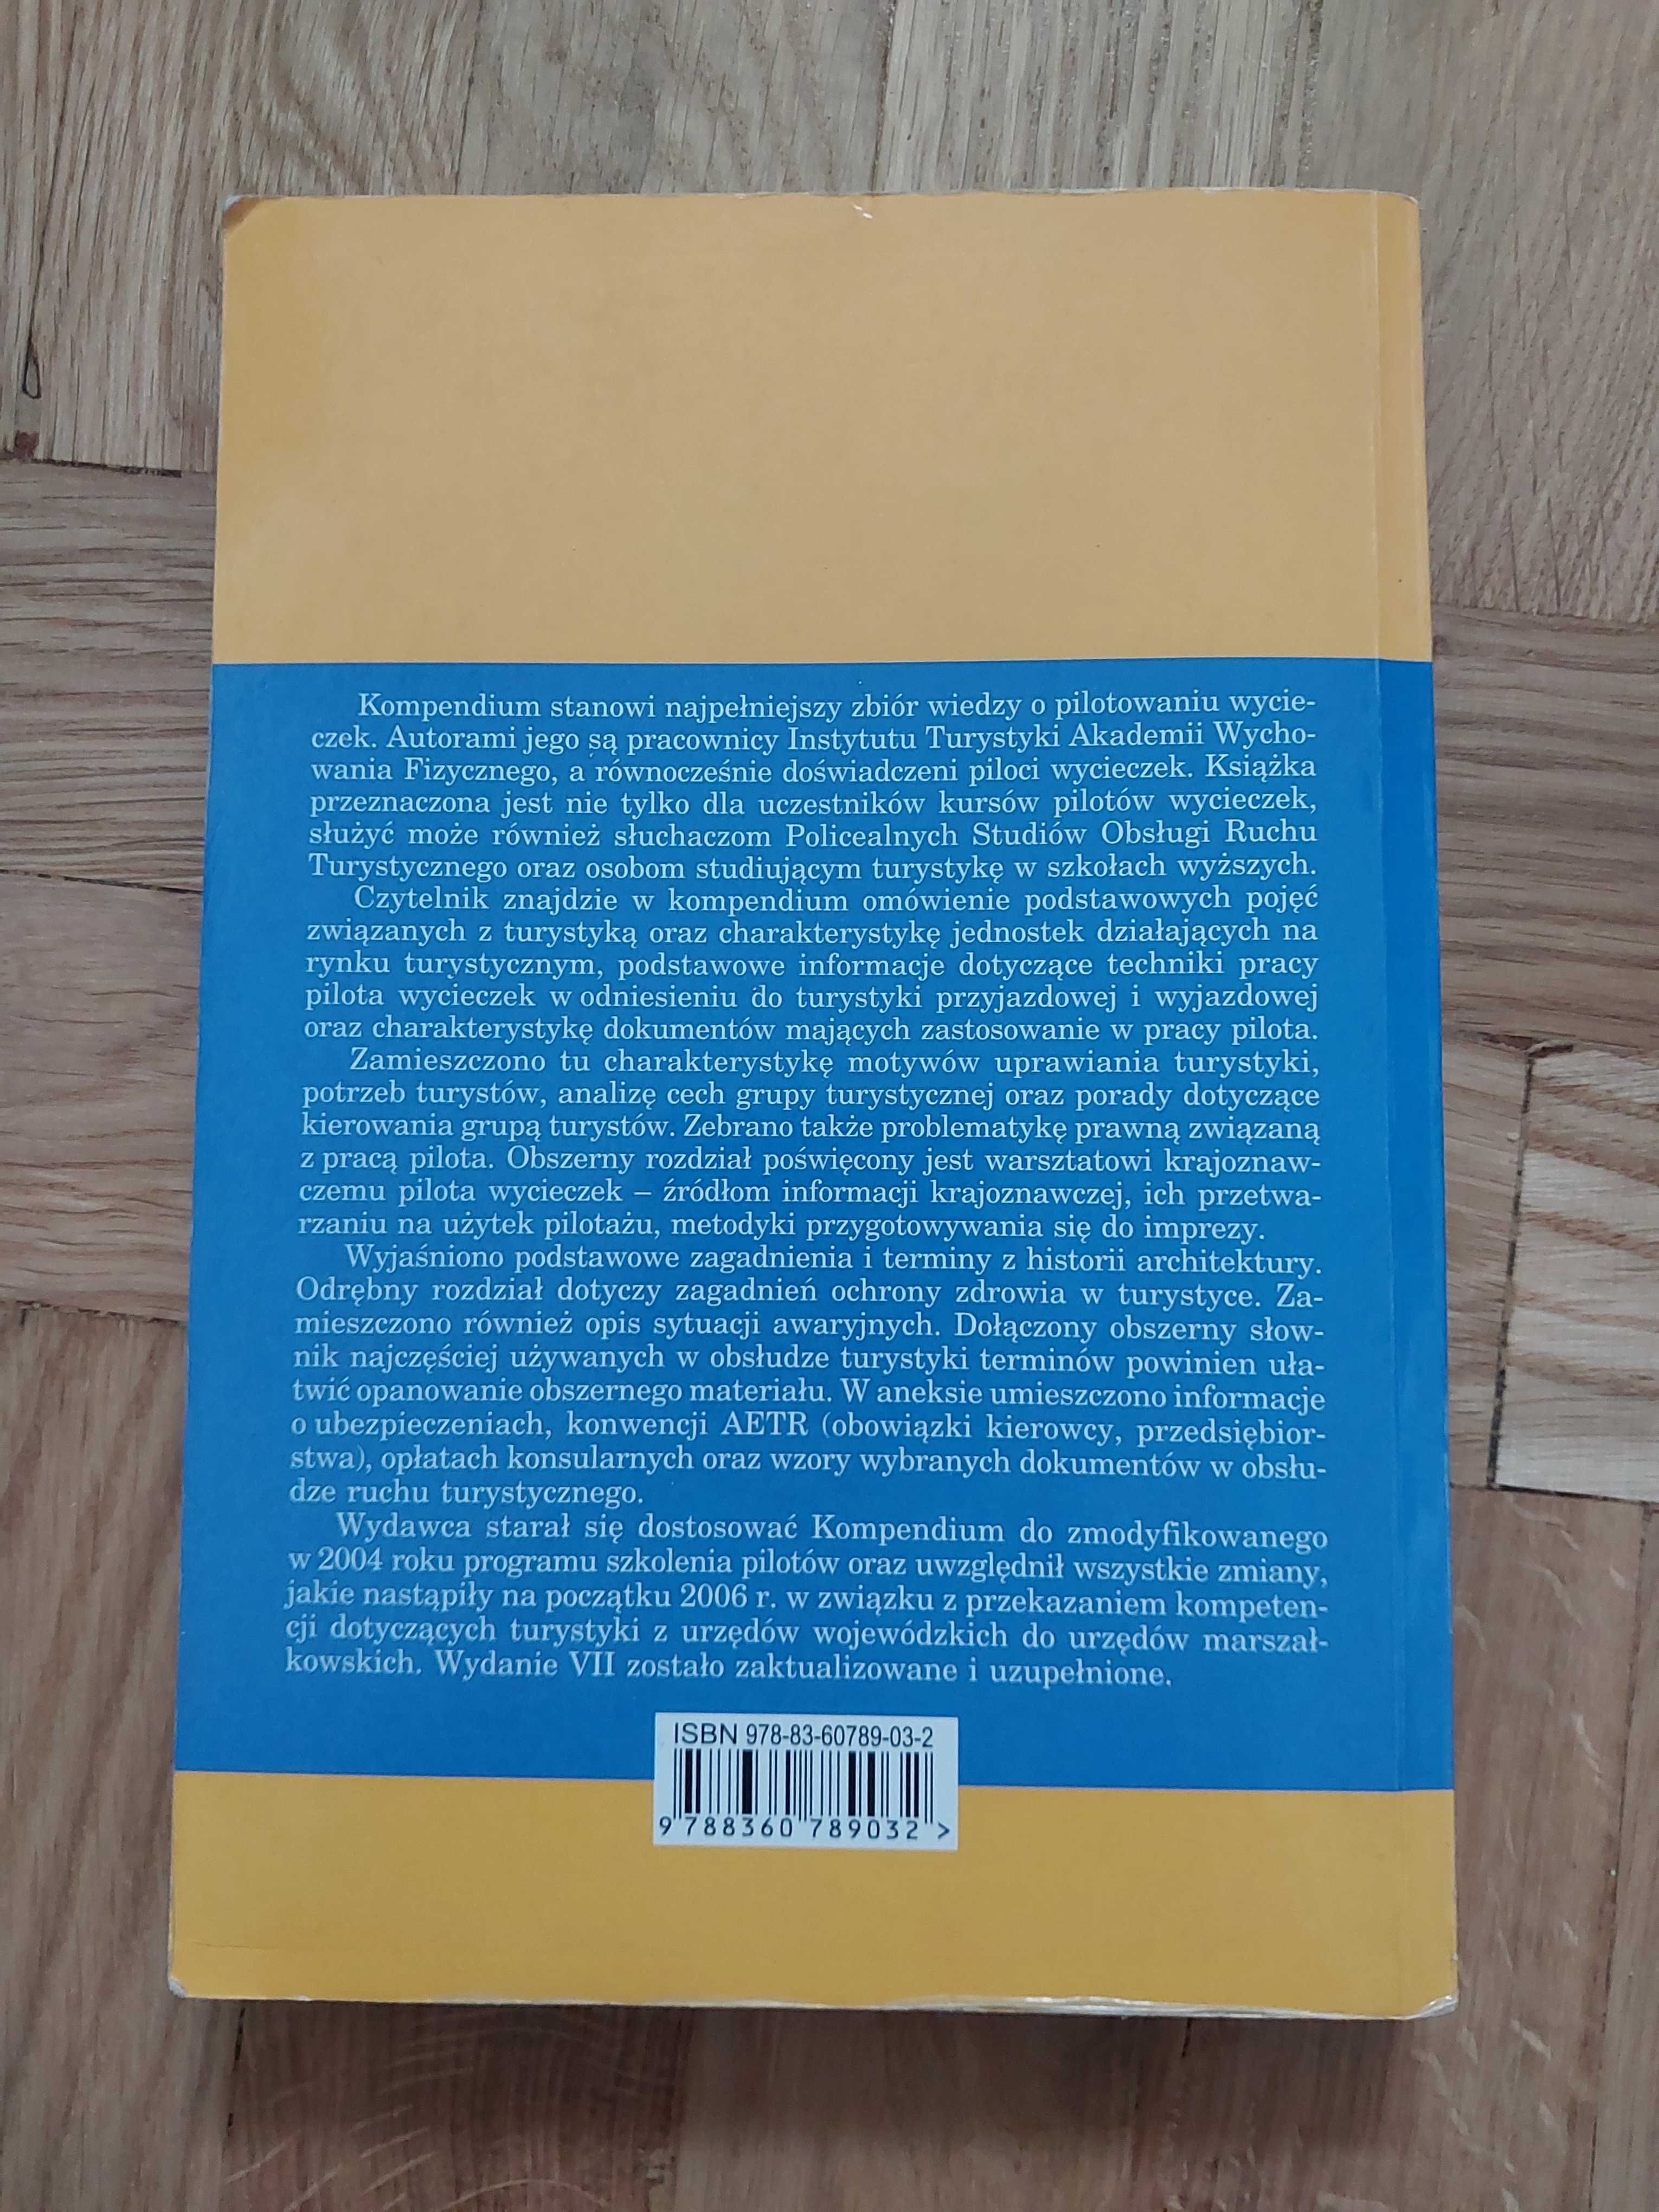 Kompendium stanowi najpełniejszy zbiór wiedzy o pilotowaniu wycie-
czek. Autorami jego są pracownicy Instytutu Turystyki Akademii Wycho-
wania Fizycznego, a równocześnie doświadczeni piloci wycieczek. Książka
przeznaczona jest nie tylko dla uczestników kursów pilotów wycieczek,
służyć może również słuchaczom Policealnych Studiów Obsługi Ruchu
Turystycznego oraz osobom studiującym turystykę w szkołach wyższych.
Czytelnik znajdzie w kompendium omówienie podstawowych pojęć
związanych z turystyką oraz charakterystykę jednostek działających na
rynku turystycznym, podstawowe informacje dotyczące techniki pracy
pilota wycieczek w odniesieniu do turystyki przyjazdowej i wyjazdowej
oraz charakterystykę dokumentów mających zastosowanie w pracy pilota.
Zamieszczono tu charakterystykę motywów uprawiania turystyki,
potrzeb turystów, analizę cech grupy turystycznej oraz porady dotyczące
kierowania grupą turystów. Zebrano także problematykę prawną związaną
z pracą pilota. Obszerny rozdział poświęcony jest warsztatowi krajoznaw-
czemu pilota wycieczek – źródłom informacji krajoznawczej, ich przetwa-
rzaniu na użytek pilotażu, metodyki przygotowywania się do imprezy.
Wyjaśniono podstawowe zagadnienia i terminy z historii architektury.
Odrębny rozdział dotyczy zagadnień ochrony zdrowia w turystyce. Za-
mieszczono również opis sytuacji awaryjnych. Dołączony obszerny słow-
nik najczęściej używanych w obsłudze turystyki terminów powinien uła-
twić opanowanie obszernego materiału. W aneksie umieszczono informacje
o ubezpieczeniach, konwencji AETR (obowiązki kierowcy, przedsiębior-
stwa), opłatach konsularnych oraz wzory wybranych dokumentów w obsłu-
dze ruchu turystycznego.
Wydawca starał się dostosować Kompendium do zmodyfikowanego
w 2004 roku programu szkolenia pilotów oraz uwzględnił wszystkie zmiany,
jakie nastąpiły na początku 2006 r. w związku z przekazaniem kompeten-
cji dotyczących turystyki z urzędów wojewódzkich do urzędów marszał-
kowskich. Wydanie VII zostało zaktualizowane i uzupełnione.
ISBN 978-83-60789-03-2
9 788360 789032 >